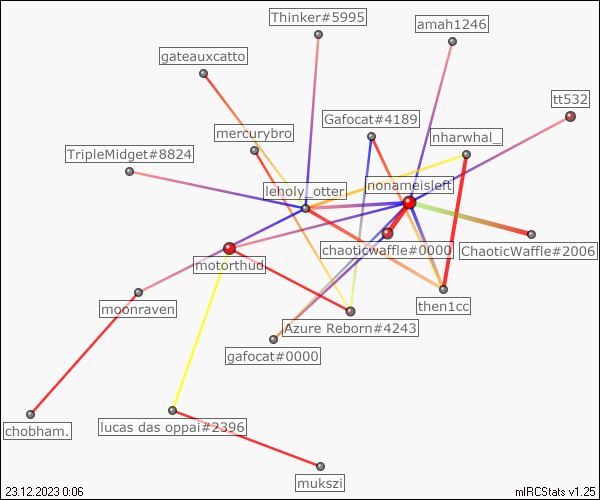 Thinker#5995
amah1246
gateauxcatto
tt532
Gafocat#4189
mercurybro
nharwhal_
TripleMidget#8824
leholy_otter
nonameisleft
chaoticwaffle#0000
ChaoticWaffle#2006
motorthud
moonraven
then1cc
Azure Reborn#4243
gafocat#0000
chobham.
lucas das oppai#2396
mukszi
23.12.2023 0:06
mIRCStats v1.25